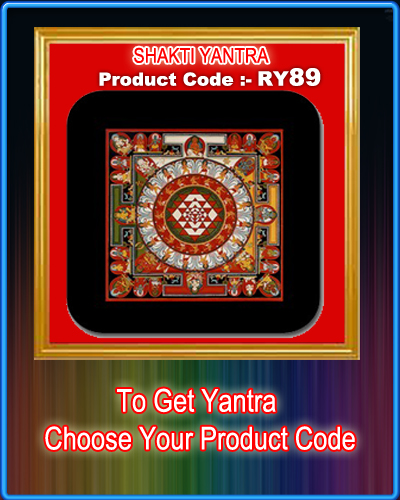 SHAKTI YANTRA
Product Code :- RY89
To Get Yantra
Choose Your Product Code